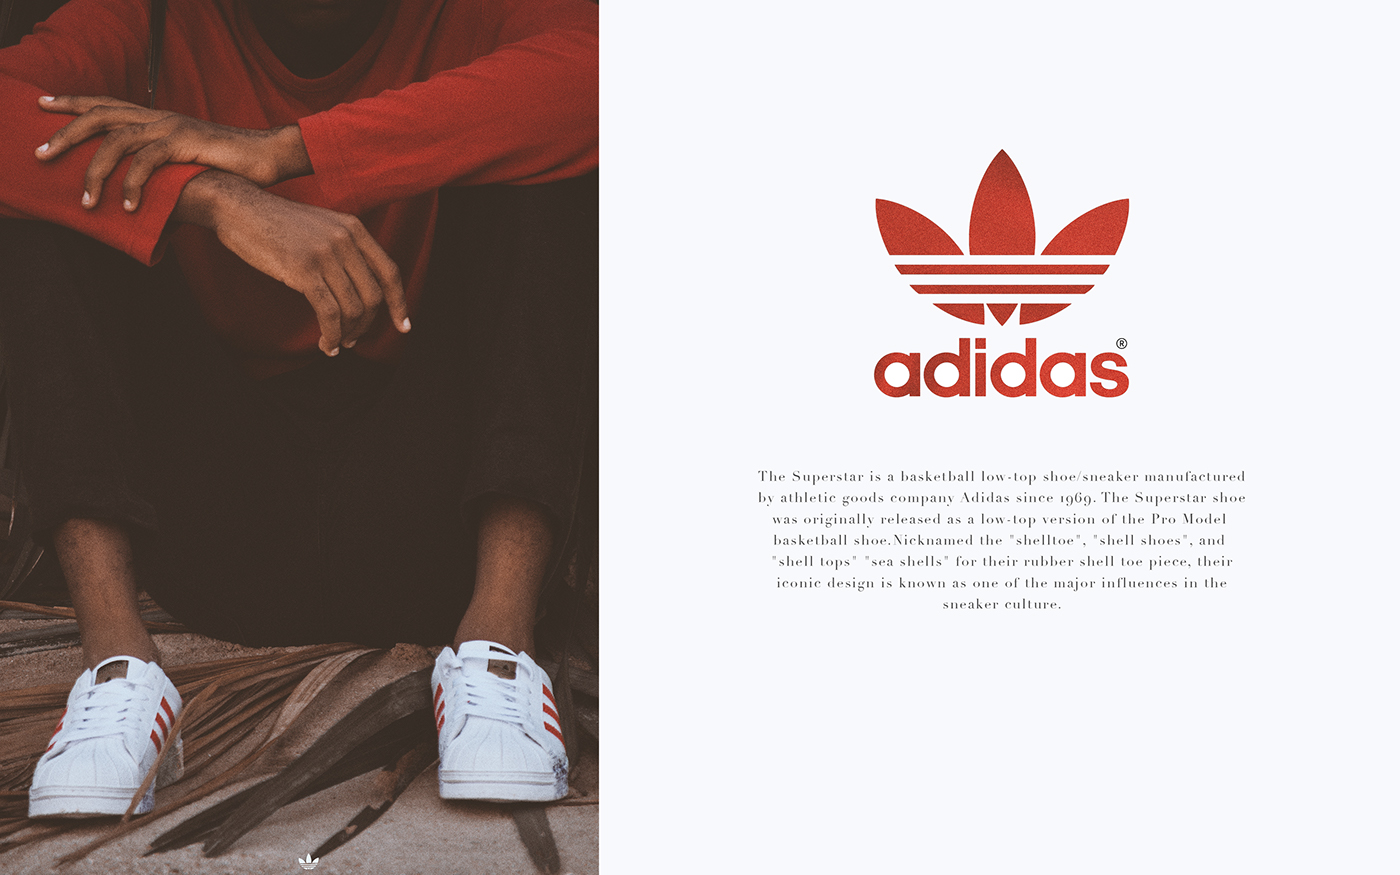 adidas®
The Superstar is a basketball low-top shoe/sneaker manufactured
by athletic goods company Adidas since 1969. The Superstar shoe
was originally released as a low-top version of the Pro Model
basketball shoe.Nicknamed the "shelltoe", "shell shoes", and
"shell tops" "sea shells" for their rubber shell toe piece, their
iconic design is known as one of the major influences in the
sneaker culture.